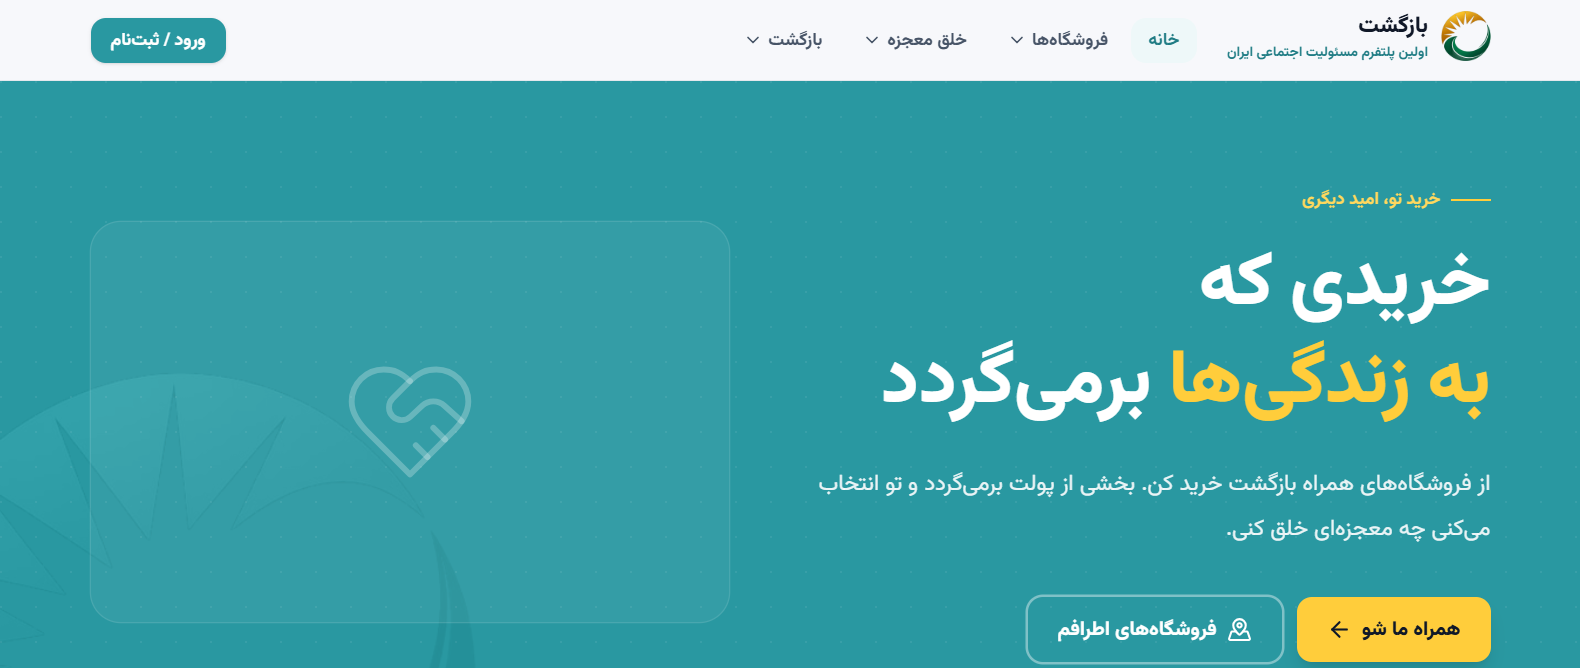 بازگشت
اولین پلتفرم مسئولیت اجتماعی ایران
خانه
فروشگاه‌ها
خلق معجزه
بازگشت
ورود / ثبت‌نام
خرید تو، امید دیگری
خریدی که
به زندگی‌ها برمی‌گردد
از فروشگاه‌های همراه بازگشت خرید کن. بخشی از پولت برمی‌گردد و تو انتخاب
می‌کنی چه معجزه‌ای خلق کنی.
همراه ما شو
فروشگاه‌های اطرافم